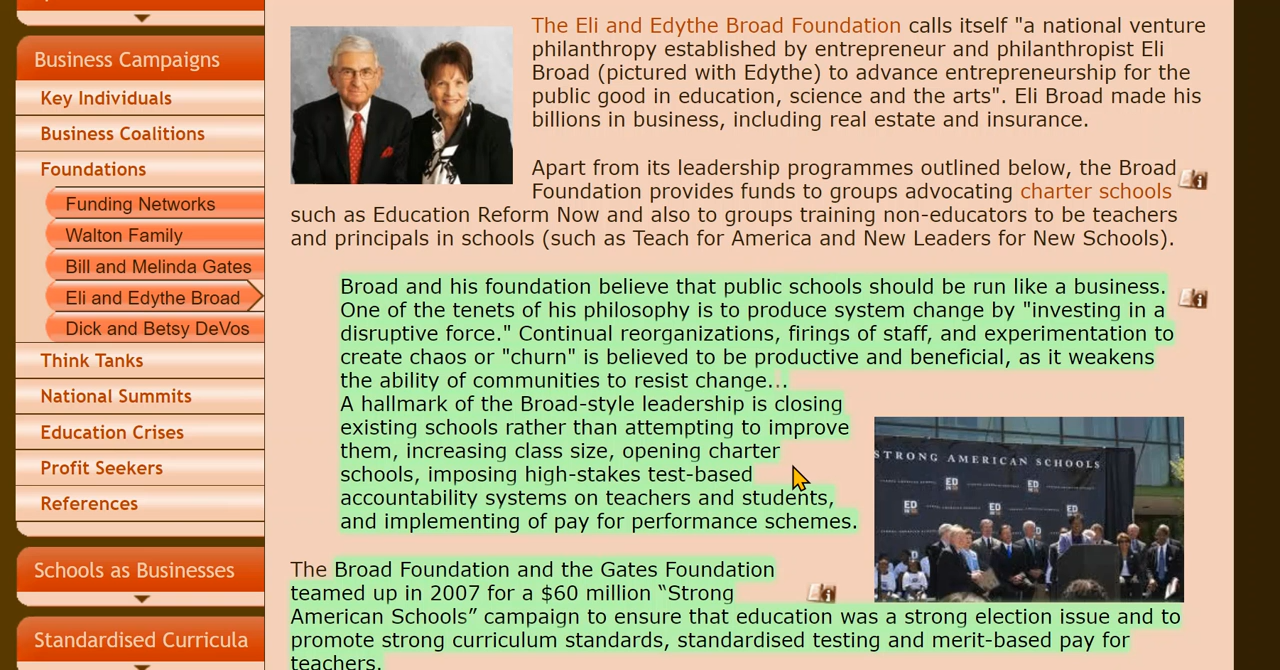 Business Campaigns
Key Individuals
Business Coalitions
Foundations
Funding Networks
Walton Family
Bill and Melinda Gates
Eli and Edythe Broad
Dick and Betsy DeVos
Think Tanks
National Summits
Education Crises
Profit Seekers
References
Schools as Businesses
Standardised Curricula
The Eli and Edythe Broad Foundation calls itself "a national venture
philanthropy established by entrepreneur and philanthropist Eli
Broad (pictured with Edythe) to advance entrepreneurship for the
public good in education, science and the arts". Eli Broad made his
billions in business, including real estate and insurance.
Apart from its leadership programmes outlined below, the Broad
Foundation provides funds to groups advocating charter schools
such as Education Reform Now and also to groups training non-educators to be teachers
and principals in schools (such as Teach for America and New Leaders for New Schools).
Broad and his foundation believe that public schools should be run like a business.
One of the tenets of his philosophy is to produce system change by "investing in a
disruptive force." Continual reorganizations, firings of staff, and experimentation to
create chaos or "churn" is believed to be productive and beneficial, as it weakens
the ability of communities to resist change...
A hallmark of the Broad-style leadership is closing
existing schools rather than attempting to improve
them, increasing class size, opening charter
schools, imposing high-stakes test-based
accountability systems on teachers and students,
and implementing of pay for performance schemes.
STRONG AMERICAN SCHOOLS
ED
ED
ED
ED
The Broad Foundation and the Gates Foundation
teamed up in 2007 for a $60 million “Strong
American Schools” campaign to ensure that education was a strong election issue and to
promote strong curriculum standards, standardised testing and merit-based pay for
teachers.